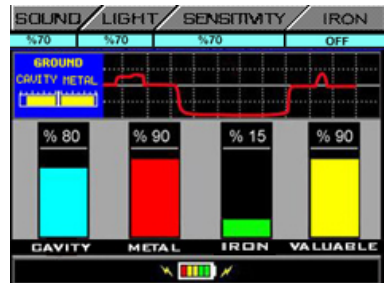 SOUND LIGHT SENSITIVITY IRON
%70 %70 %70 OFF
GROUND
CAVITY METAL
% 80 % 90 % 15 % 90
CAVITY METAL IRON VALUABLE